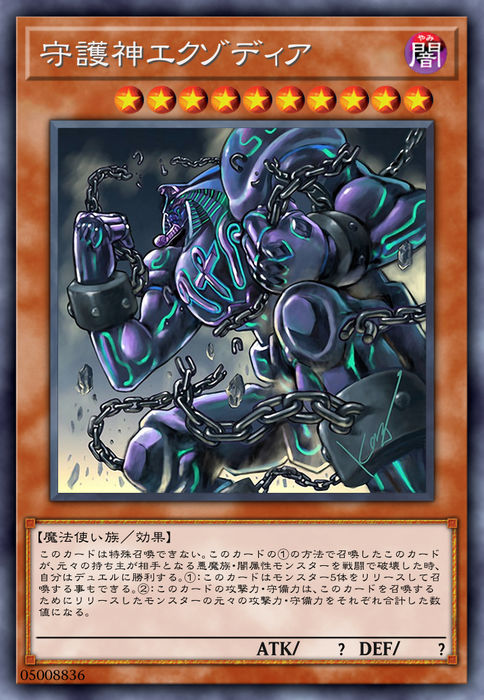 守護神エクゾディア
やみ
闇
Kazuki
【魔法使い族／効果】
このカードは特殊召喚できない。このカードの①の方法で召喚したこのカード
が、元々の持ち主が相手となる悪魔族・闇属性モンスターを戦闘で破壊した時、
自分はデュエルに勝利する。①：このカードはモンスター5体をリリースして召
喚する事もできる。②：このカードの攻撃力・守備力は、このカードを召喚する
ためにリリースしたモンスターの元々の攻撃力・守備力をそれぞれ合計した数
値になる。
ATK/ ? DEF/ ?
05008836